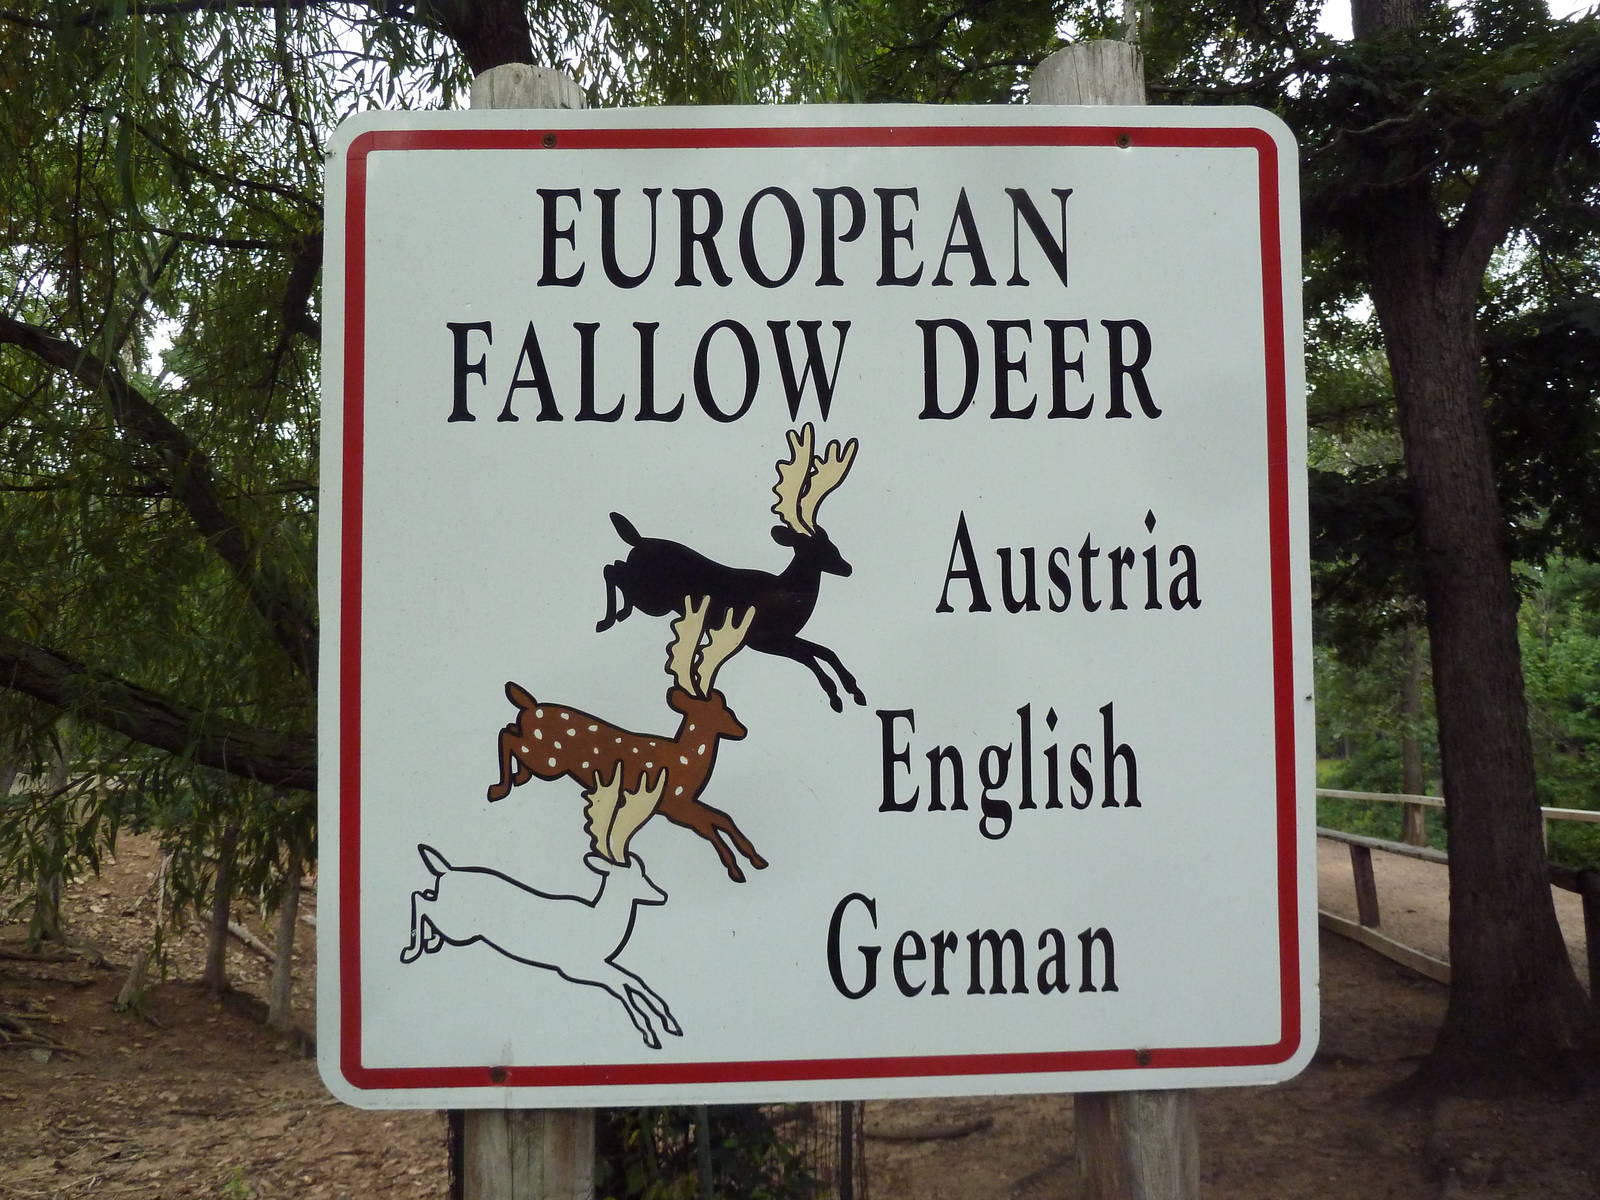 EUROPEAN
FALLOW DEER
Austria
English
German